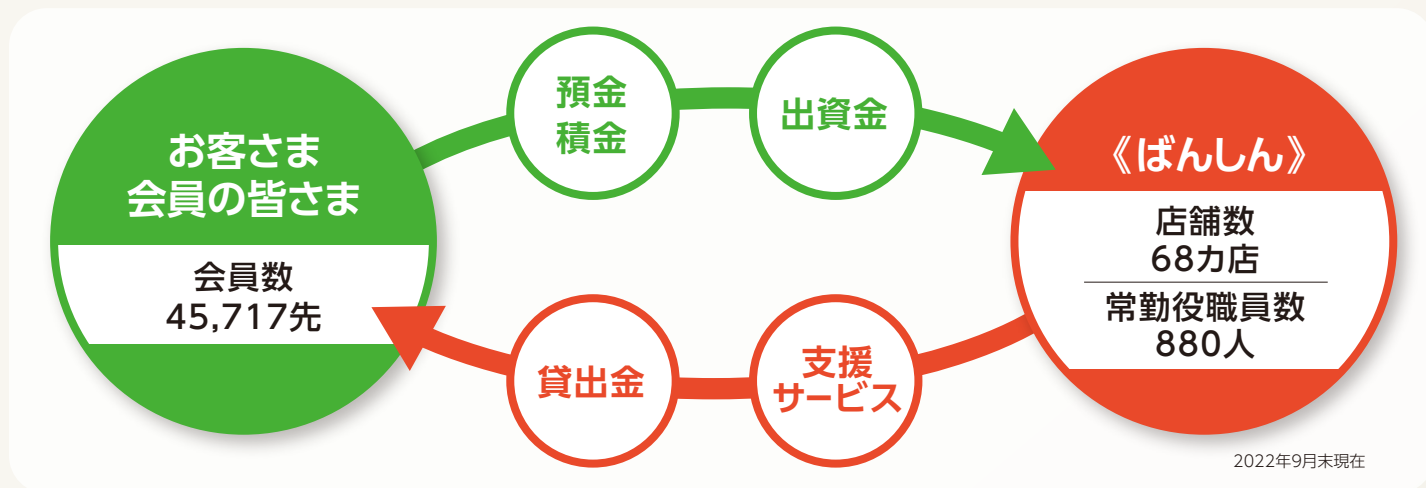 お客さま
会員の皆さま
会員数
45,717先
預金
積金
出資金
《ばんしん》
店舗数
68カ店
常勤役職員数
880人
支援
サービス
貸出金
2022年9月末現在